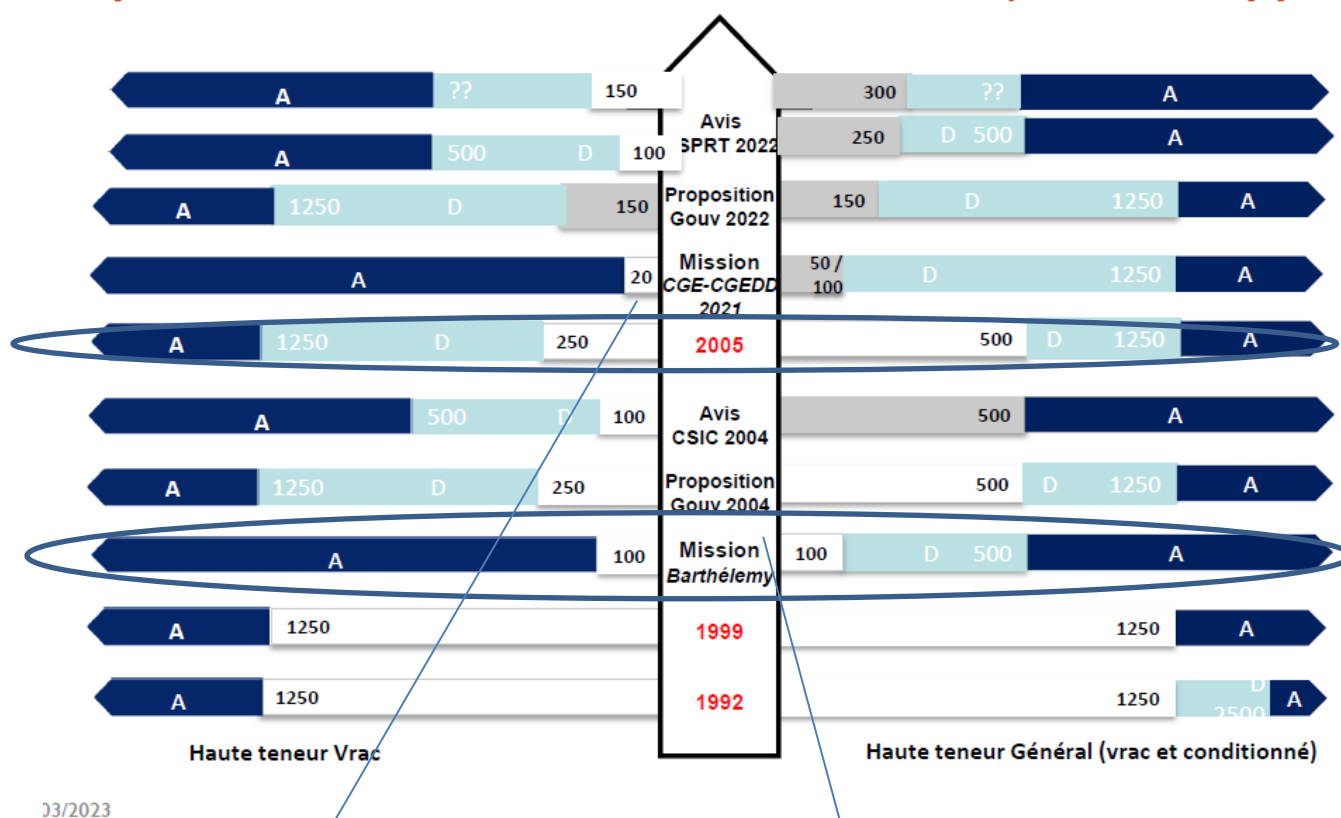 A ?? 150 300 ?? A
Avis
A 500 D 100 SPRT 2022 250 D 500 A
Proposition
A 1250 D 150 Gouv 2022 150 D 1250 A
Mission
A 20 CGE-CGEDD 50 / 100 D 1250 A
2021
A 1250 D 250 2005 500 D 1250 A
Avis
A 500 D 100 CSIC 2004 500 A
Proposition
A 1250 D 250 Gouv 2004 500 D 1250 A
Mission
A 100 Barthélemy 100 D 500 A
A 1250 1999 1250 A
A 1250 1992 1250 D 2500 A
Haute teneur Vrac
Haute teneur Général (vrac et conditionné)
03/2023